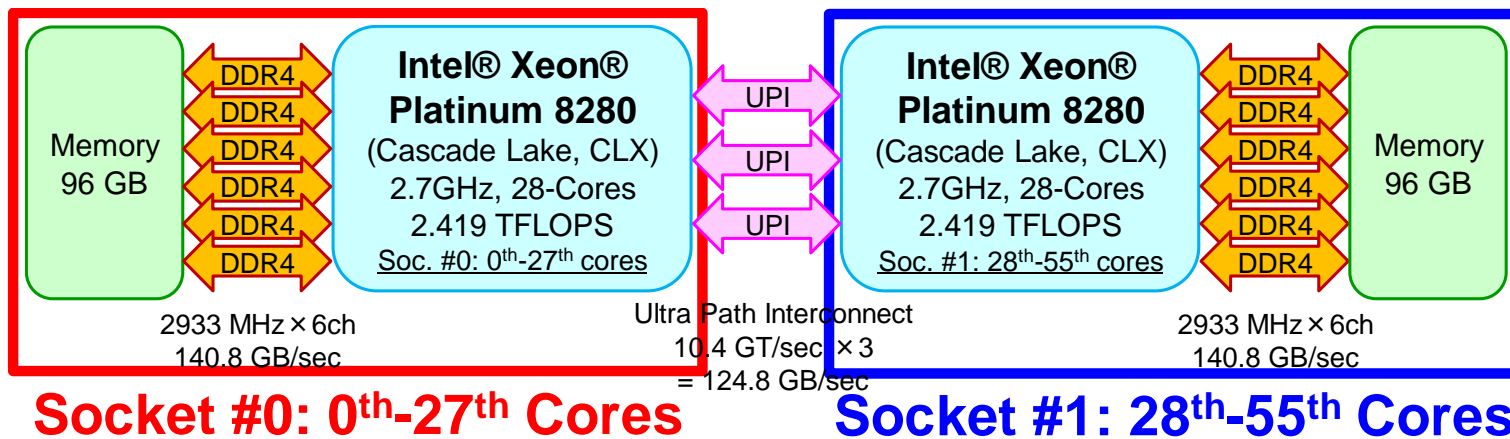 Memory
96 GB
DDR4
DDR4
DDR4
DDR4
DDR4
DDR4
Intel® Xeon®
Platinum 8280
(Cascade Lake, CLX)
2.7GHz, 28-Cores
2.419 TFLOPS
Soc. #0: 0th-27th cores
2933 MHz×6ch
140.8 GB/sec
UPI
UPI
UPI
Ultra Path Interconnect
10.4 GT/sec ×3
= 124.8 GB/sec
Intel® Xeon®
Platinum 8280
(Cascade Lake, CLX)
2.7GHz, 28-Cores
2.419 TFLOPS
Soc. #1: 28th-55th cores
DDR4
DDR4
DDR4
DDR4
DDR4
DDR4
Memory
96 GB
2933 MHz×6ch
140.8 GB/sec
Socket #0: 0th-27th Cores
Socket #1: 28th-55th Cores